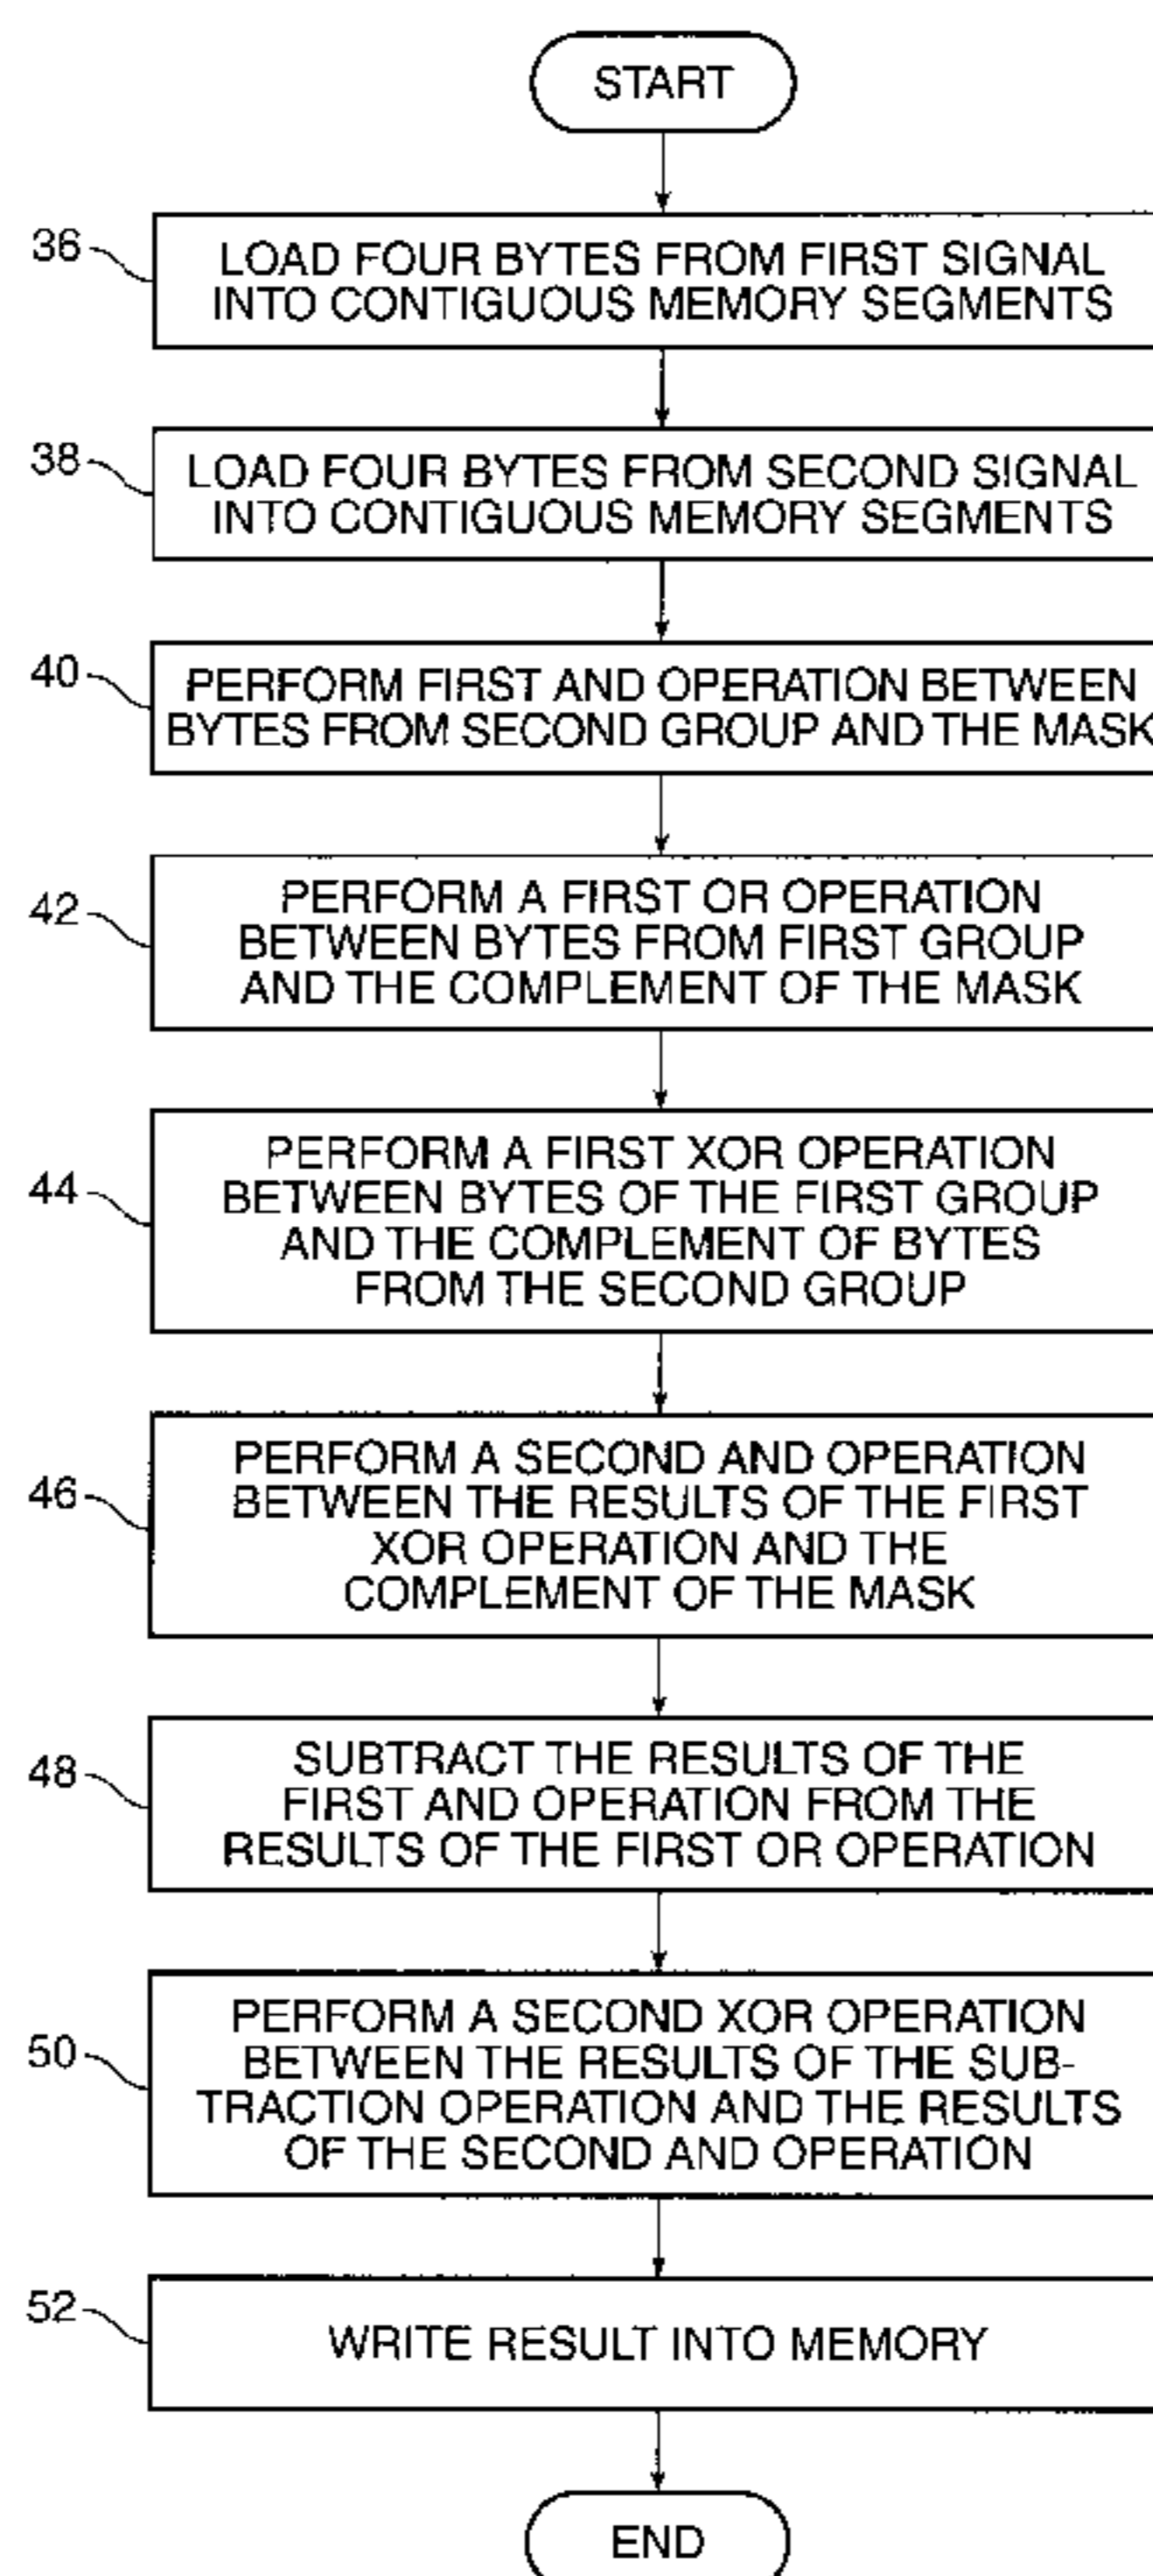 START
36
LOAD FOUR BYTES FROM FIRST SIGNAL
INTO CONTIGUOUS MEMORY SEGMENTS
38
LOAD FOUR BYTES FROM SECOND SIGNAL
INTO CONTIGUOUS MEMORY SEGMENTS
40
PERFORM FIRST AND OPERATION BETWEEN
BYTES FROM SECOND GROUP AND THE MASK
42
PERFORM A FIRST OR OPERATION
BETWEEN BYTES FROM FIRST GROUP
AND THE COMPLEMENT OF THE MASK
44
PERFORM A FIRST XOR OPERATION
BETWEEN BYTES OF THE FIRST GROUP
AND THE COMPLEMENT OF BYTES
FROM THE SECOND GROUP
46
PERFORM A SECOND AND OPERATION
BETWEEN THE RESULTS OF THE FIRST
XOR OPERATION AND THE
COMPLEMENT OF THE MASK
48
SUBTRACT THE RESULTS OF THE
FIRST AND OPERATION FROM THE
RESULTS OF THE FIRST OR OPERATION
50
PERFORM A SECOND XOR OPERATION
BETWEEN THE RESULTS OF THE SUB-
TRACTION OPERATION AND THE RESULTS
OF THE SECOND AND OPERATION
52
WRITE RESULT INTO MEMORY
END